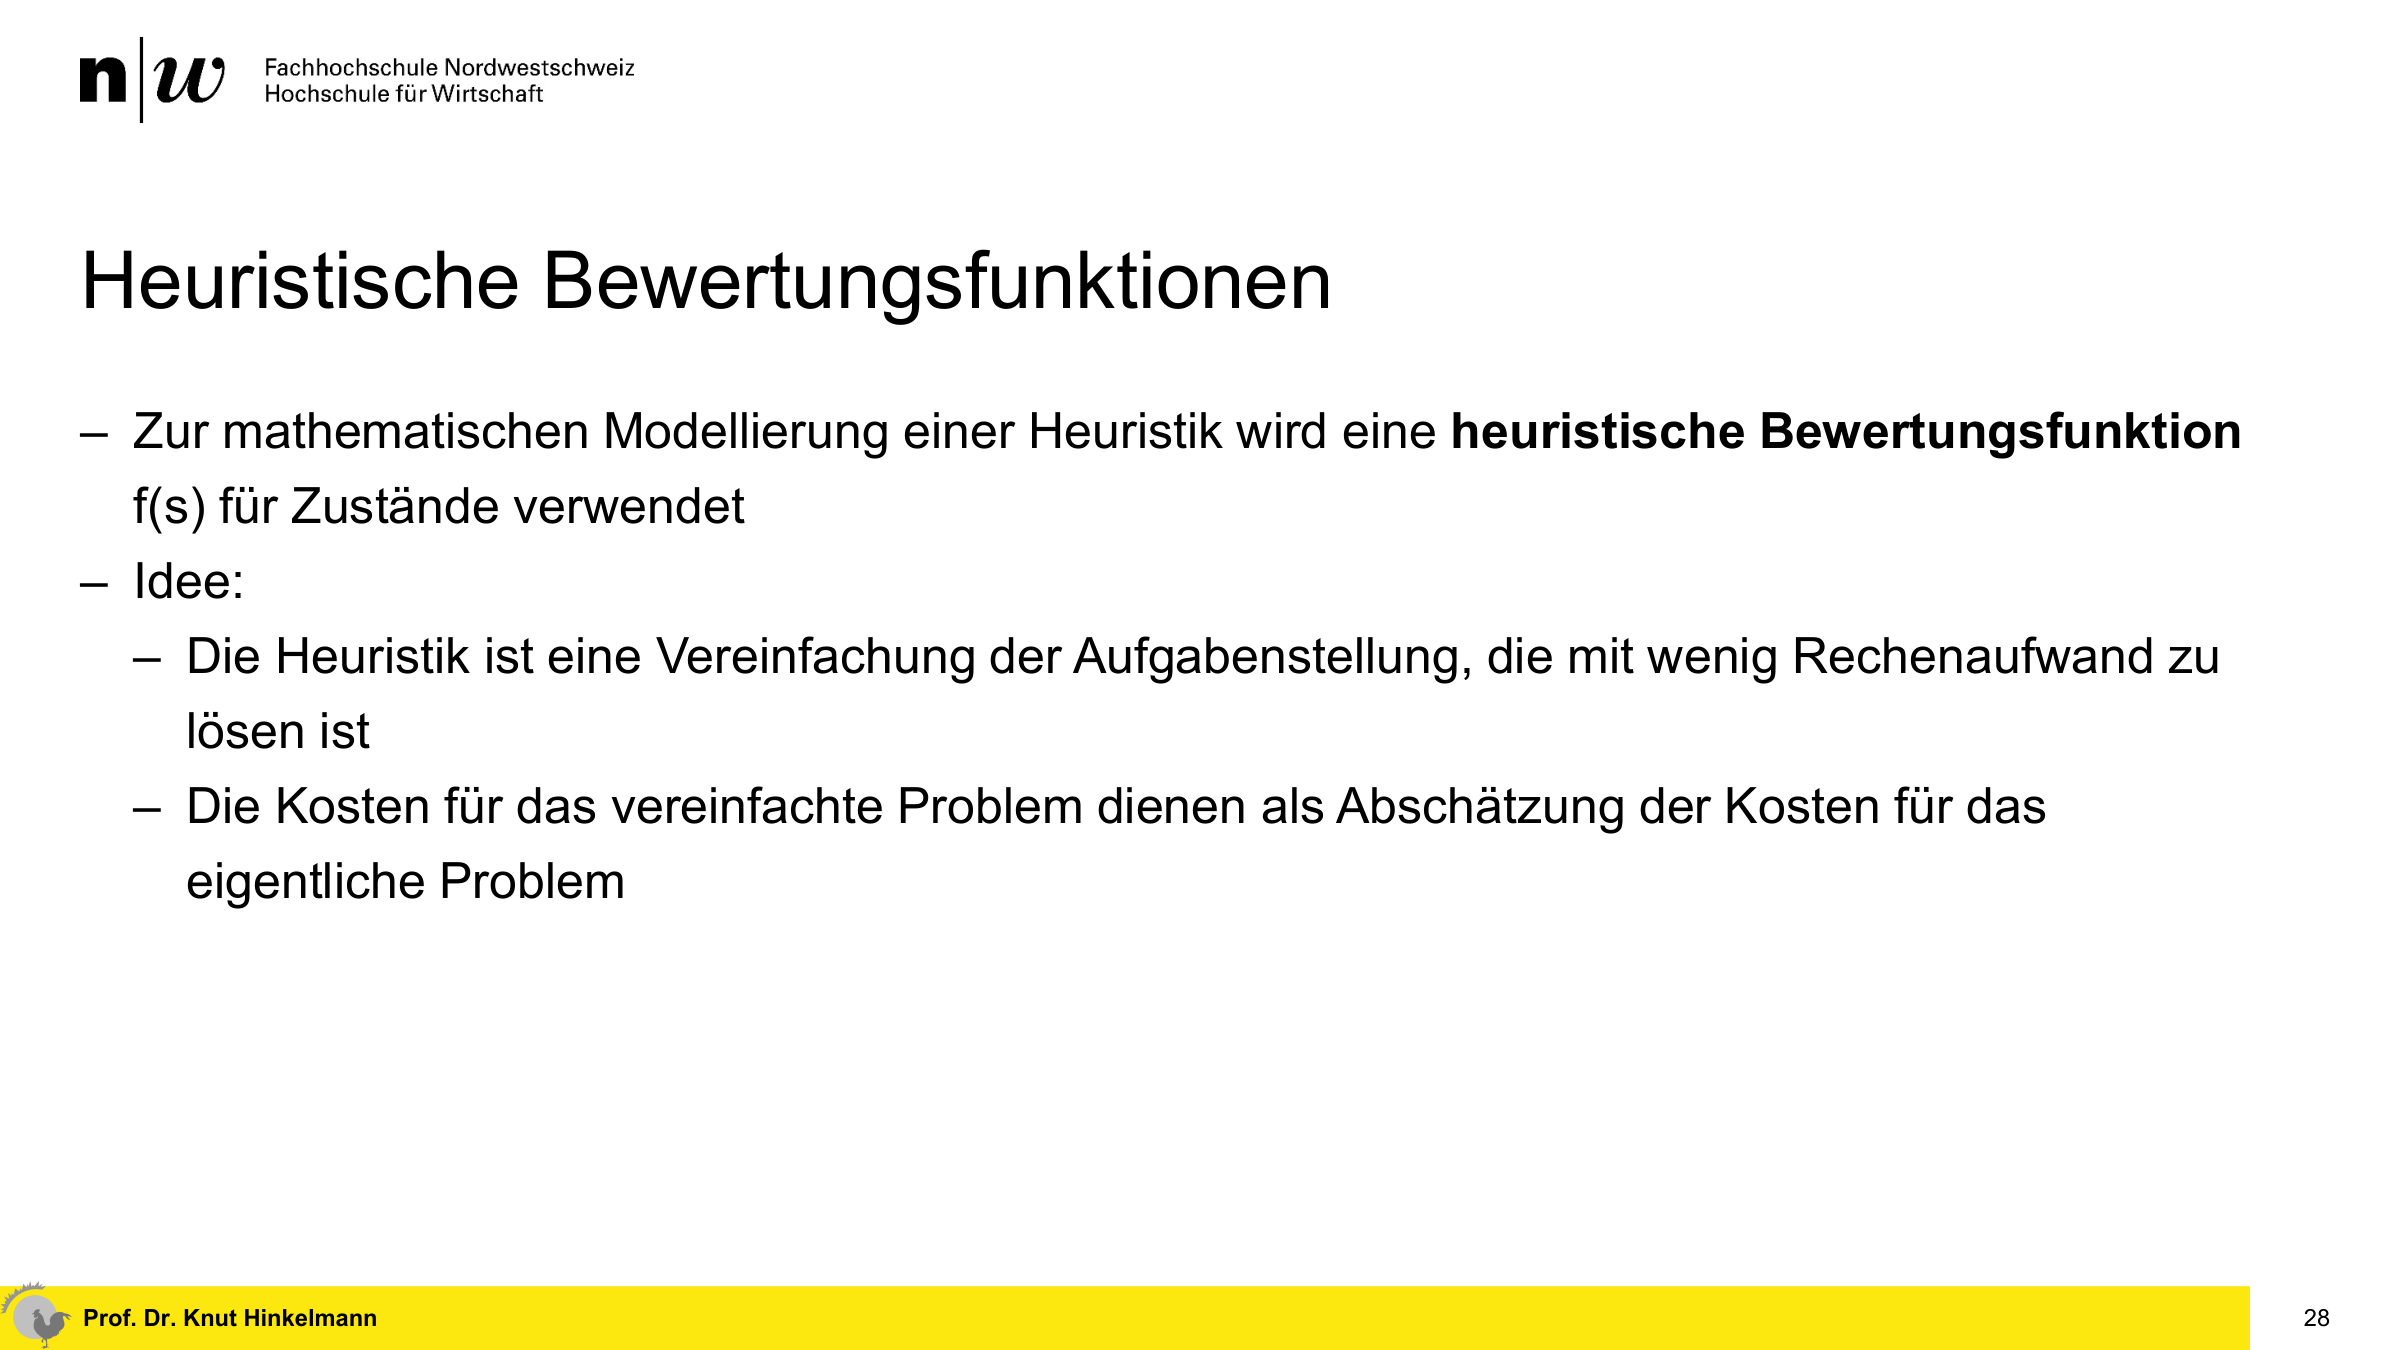 n|w Fachhochschule Nordwestschweiz
Hochschule für Wirtschaft
Heuristische Bewertungsfunktionen
– Zur mathematischen Modellierung einer Heuristik wird eine heuristische Bewertungsfunktion
f(s) für Zustände verwendet
– Idee:
– Die Heuristik ist eine Vereinfachung der Aufgabenstellung, die mit wenig Rechenaufwand zu
lösen ist
– Die Kosten für das vereinfachte Problem dienen als Abschätzung der Kosten für das
eigentliche Problem
Prof. Dr. Knut Hinkelmann
28